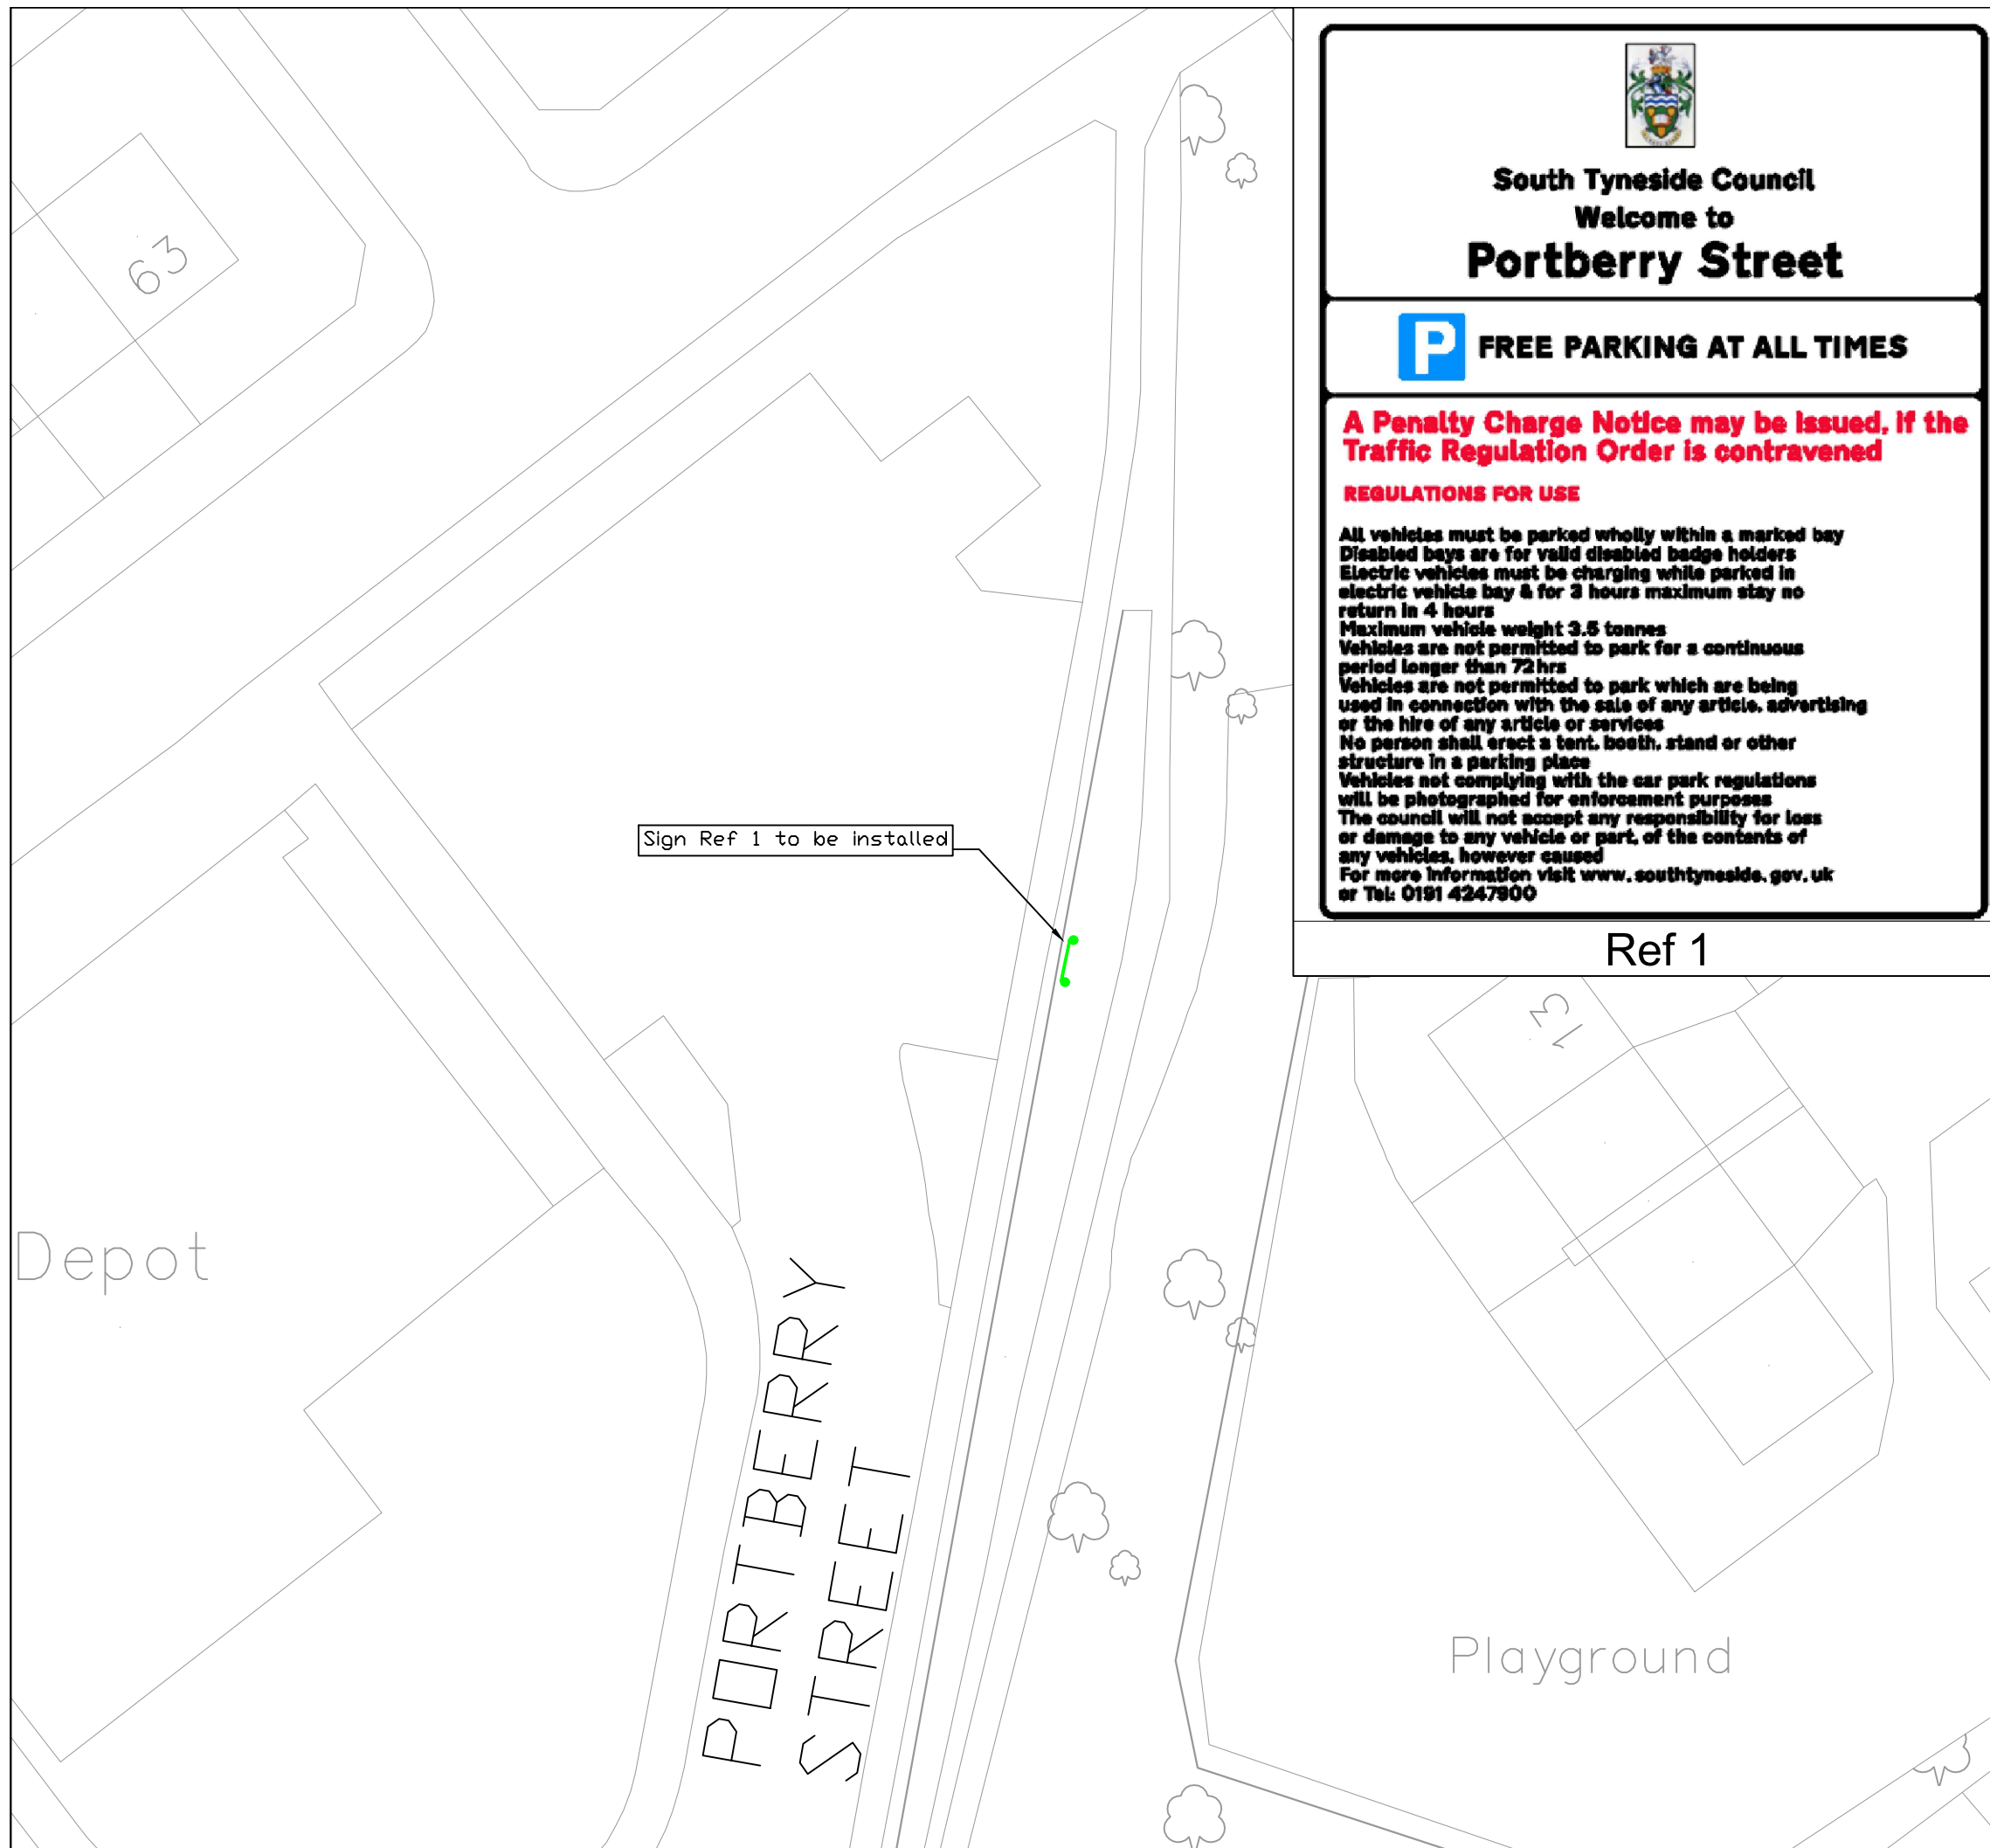 South Tyneside Council
Welcome to
Portberry Street
P FREE PARKING AT ALL TIMES
A Penalty Charge Notice may be issued, if the
Traffic Regulation Order is contravened
REGULATIONS FOR USE
All vehicles must be parked wholly within a marked bay
Disabled bays are for valid disabled badge holders
Electric vehicles must be charging while parked in
electric vehicle bay & for 3 hours maximum stay no
return in 4 hours
Maximum vehicle weight 3.5 tonnes
Vehicles are not permitted to park for a continuous
period longer than 72hrs
Vehicles are not permitted to park which are being
used in connection with the sale of any article, advertising
or the hire of any article or services
No person shall erect a tent, booth, stand or other
structure in a parking place
Vehicles not complying with the car park regulations
will be photographed for enforcement purposes
The council will not accept any responsibility for loss
or damage to any vehicle or part, of the contents of
any vehicles, however caused
For more information visit www.southtyneside.gov.uk
or Tel: 0191 4247900
Ref 1
63
Sign Ref 1 to be installed
31
Depot
PORTBERRY
STREET
Playground